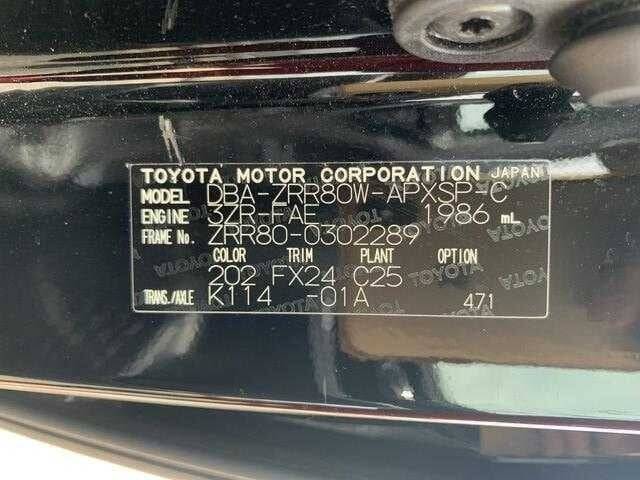 TOYOTA MOTOR CORPORATION JAPAN
MODEL DBA-ZRR80W-APXSP-C
ENGINE 3ZR-FAE 1986 mL
FRAME No. ZRR80-0302289
COLOR TRIM PLANT OPTION
202 FX24 C25
TRANS./AXLE K114 -01A 471